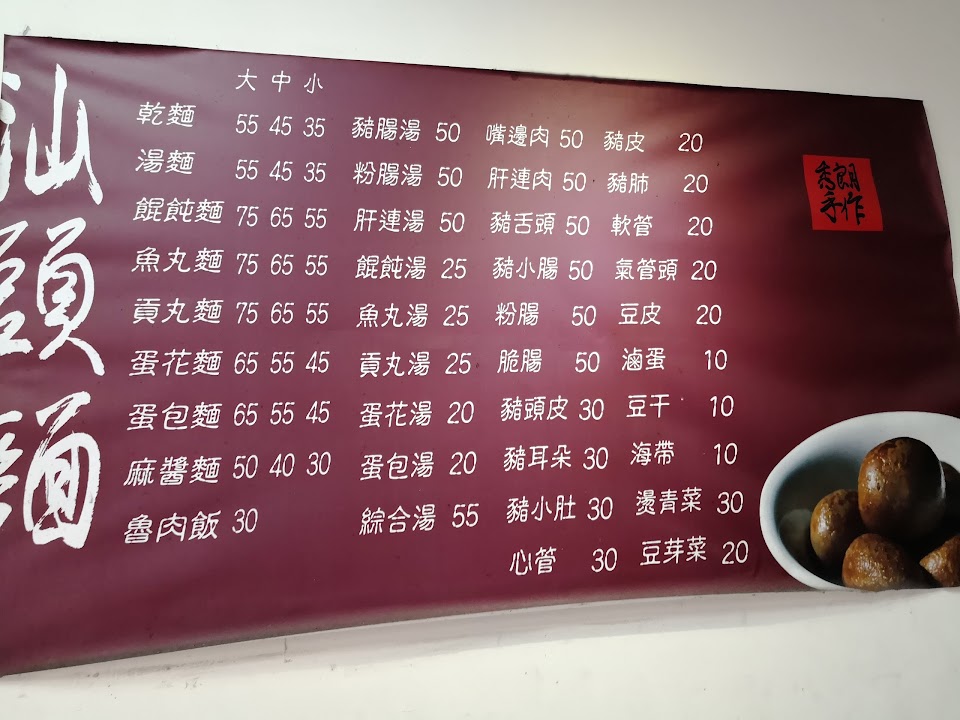 汕頭麵
大 中 小
乾麵 55 45 35
湯麵 55 45 35
餛飩麵 75 65 55
魚丸麵 75 65 55
貢丸麵 75 65 55
蛋花麵 65 55 45
蛋包麵 65 55 45
麻醬麵 50 40 30
魯肉飯 30
豬腸湯 50
粉腸湯 50
肝連湯 50
餛飩湯 25
魚丸湯 25
貢丸湯 25
蛋花湯 20
蛋包湯 20
綜合湯 55
嘴邊肉 50
肝連肉 50
豬舌頭 50
豬小腸 50
粉腸 50
脆腸 50
豬頭皮 30
豬耳朵 30
豬小肚 30
心管 30
豬皮 20
豬肺 20
軟管 20
氣管頭 20
豆皮 20
滷蛋 10
豆干 10
海帶 10
燙青菜 30
豆芽菜 20
秀朗
手作